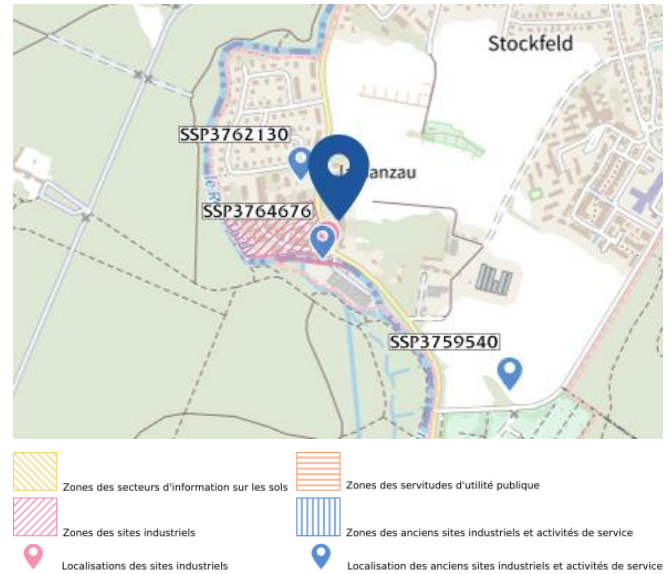 Stockfeld
SSP3762130
SSP3764676
SSP3759540
Zones des secteurs d'information sur les sols
Zones des servitudes d'utilité publique
Zones des sites industriels
Zones des anciens sites industriels et activités de service
Localisations des sites industriels
Localisation des anciens sites industriels et activités de service